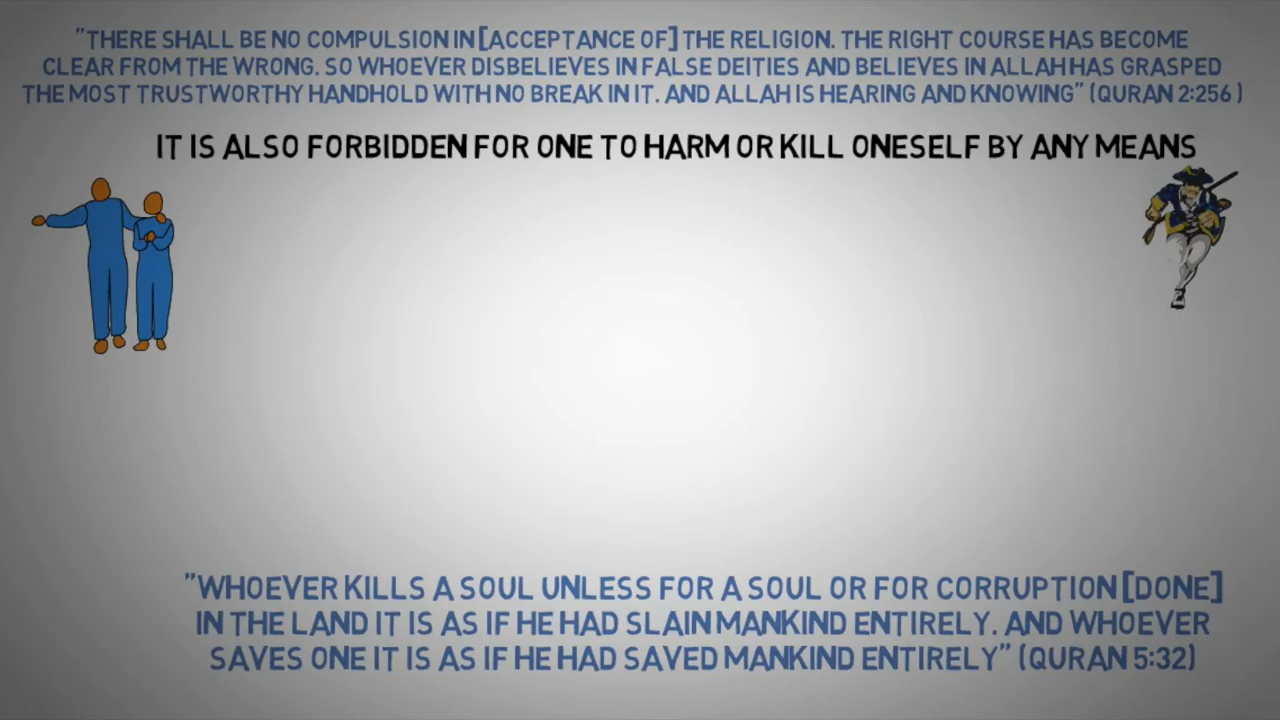 "THERE SHALL BE NO COMPULSION IN [ACCEPTANCE OF] THE RELIGION. THE RIGHT COURSE HAS BECOME
CLEAR FROM THE WRONG. SO WHOEVER DISBELIEVES IN FALSE DEITIES AND BELIEVES IN ALLAH HAS GRASPED
THE MOST TRUSTWORTHY HANDHOLD WITH NO BREAK IN IT. AND ALLAH IS HEARING AND KNOWING" (QURAN 2:256 )
IT IS ALSO FORBIDDEN FOR ONE TO HARM OR KILL ONESELF BY ANY MEANS
"WHOEVER KILLS A SOUL UNLESS FOR A SOUL OR FOR CORRUPTION [DONE]
IN THE LAND IT IS AS IF HE HAD SLAIN MANKIND ENTIRELY. AND WHOEVER
SAVES ONE IT IS AS IF HE HAD SAVED MANKIND ENTIRELY" (QURAN 5:32)